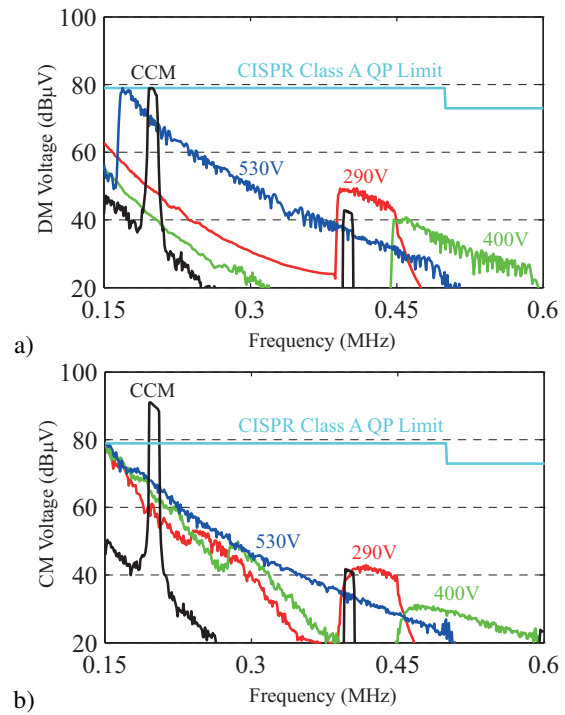 100
CCM
CISPR Class A QP Limit
80
60
530V
290V
40
400V
20
0.15
0.3
0.45
0.6
DM Voltage (dBµV)
Frequency (MHz)
a)
100
CCM
CISPR Class A QP Limit
80
60
530V
290V
40
400V
20
0.15
0.3
0.45
0.6
CM Voltage (dBµV)
Frequency (MHz)
b)